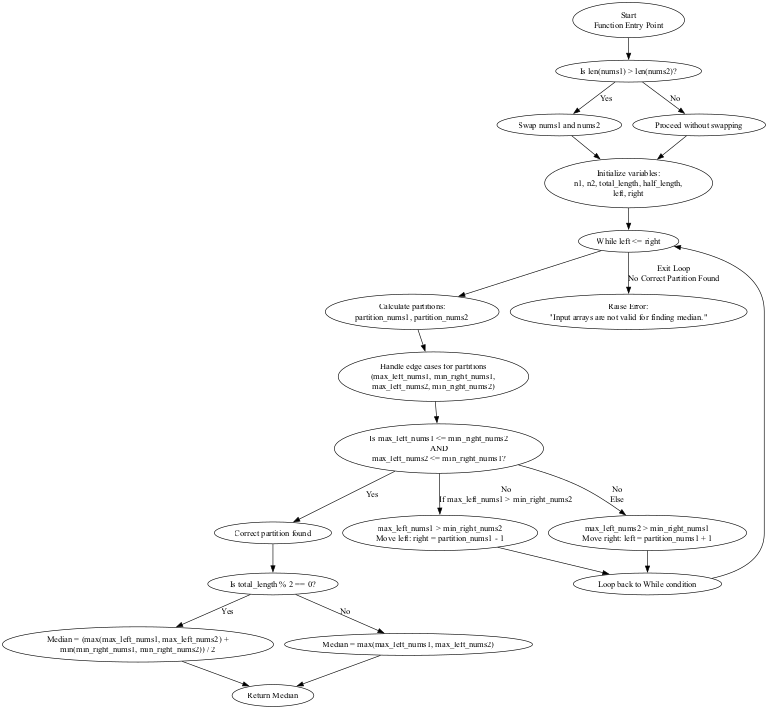 Start
Function Entry Point
Is len(nums1) > len(nums2)?
Yes
No
Swap nums1 and nums2
Proceed without swapping
Initialize variables:
n1, n2, total_length, half_length,
left, right
While left <= right
Exit Loop
No Correct Partition Found
Calculate partitions:
partition_nums1, partition_nums2
Raise Error:
"Input arrays are not valid for finding median."
Handle edge cases for partitions
(max_left_nums1, min_right_nums1,
max_left_nums2, min_right_nums2)
Is max_left_nums1 <= min_right_nums2
AND
max_left_nums2 <= min_right_nums1?
Yes
No
If max_left_nums1 > min_right_nums2
No
Else
Correct partition found
max_left_nums1 > min_right_nums2
Move left: right = partition_nums1 - 1
max_left_nums2 > min_right_nums1
Move right: left = partition_nums1 + 1
Is total_length % 2 == 0?
Loop back to While condition
Yes
No
Median = (max(max_left_nums1, max_left_nums2) +
min(min_right_nums1, min_right_nums2)) / 2
Median = max(max_left_nums1, max_left_nums2)
Return Median